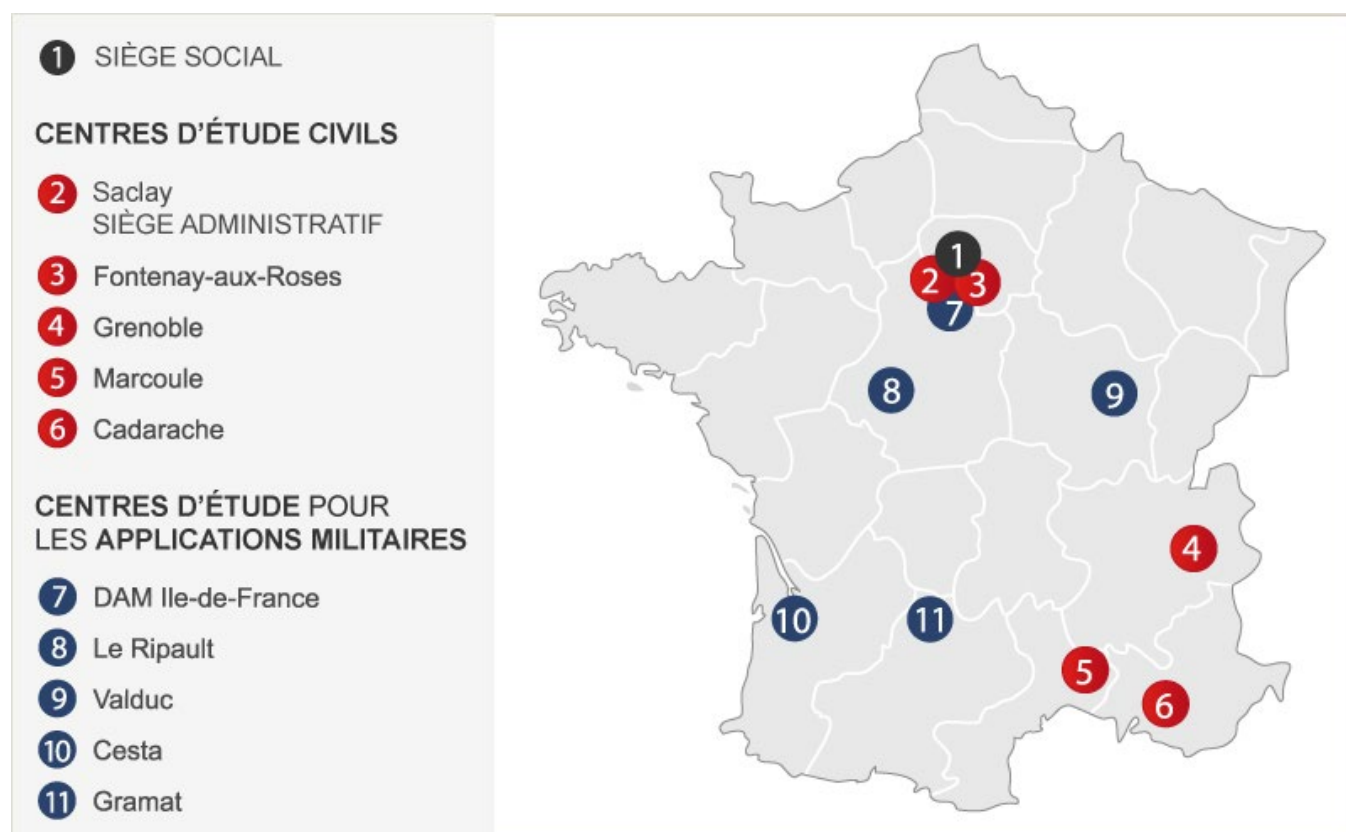 1 SIÈGE SOCIAL
CENTRES D'ÉTUDE CIVILS
2 Saclay
SIÈGE ADMINISTRATIF
3 Fontenay-aux-Roses
4 Grenoble
5 Marcoule
6 Cadarache
CENTRES D'ÉTUDE POUR
LES APPLICATIONS MILITAIRES
7 DAM Ile-de-France
8 Le Ripault
9 Valduc
10 Cesta
11 Gramat
1
2 3
7
8 9
4
10 11
5
6